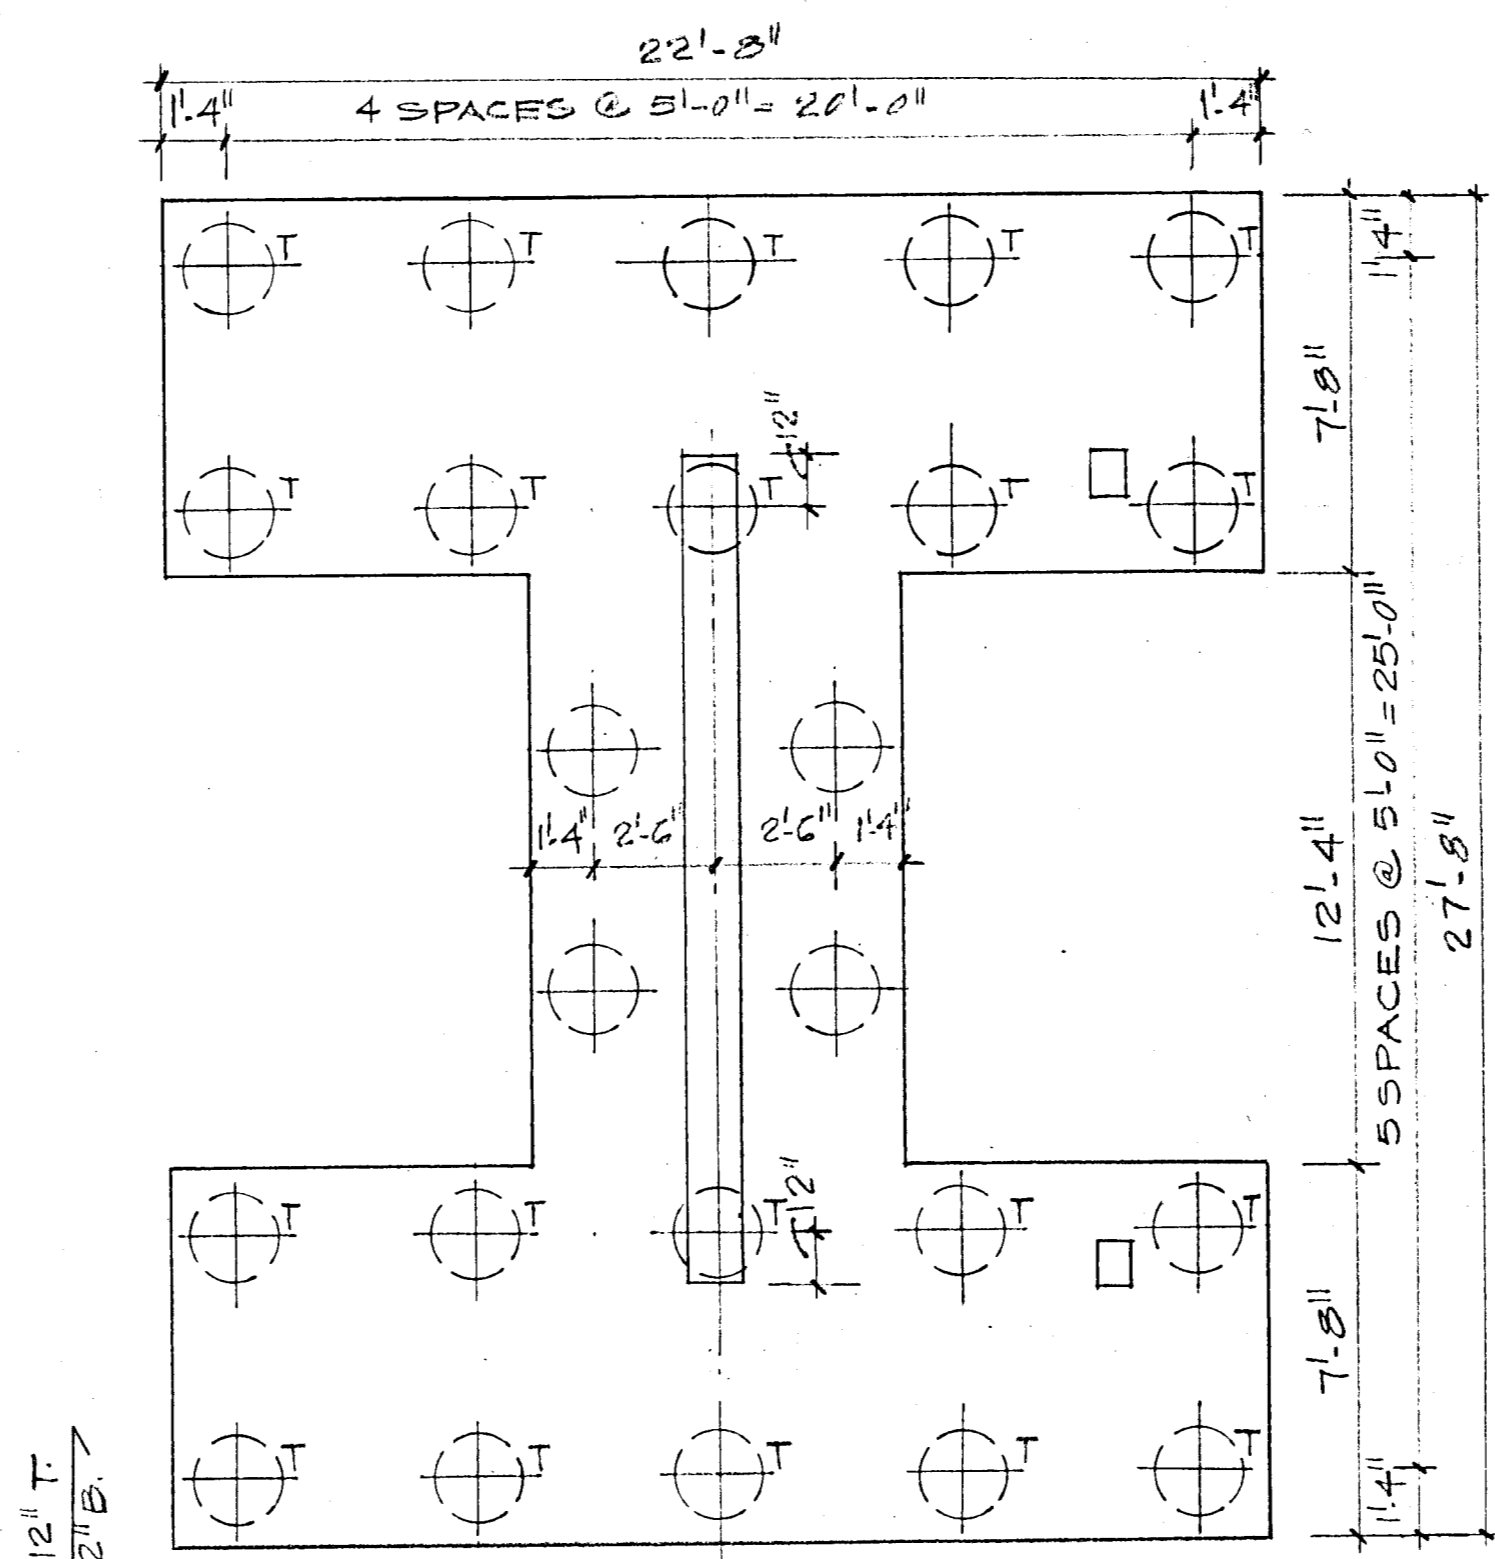 22'-8"
1'-4" 4 SPACES @ 5'-0" = 20'-0" 1'-4"
T T T T T
1'-4"
7'-8"
12"
T T T T T
5 SPACES @ 5'-0" = 25'-0"
1'-4" 2'-6" 2'-6" 1'-4"
12'-4"
27'-8"
12"
T T T T T
7'-8"
T T T T T
1'-4"
12" T.
2" B.